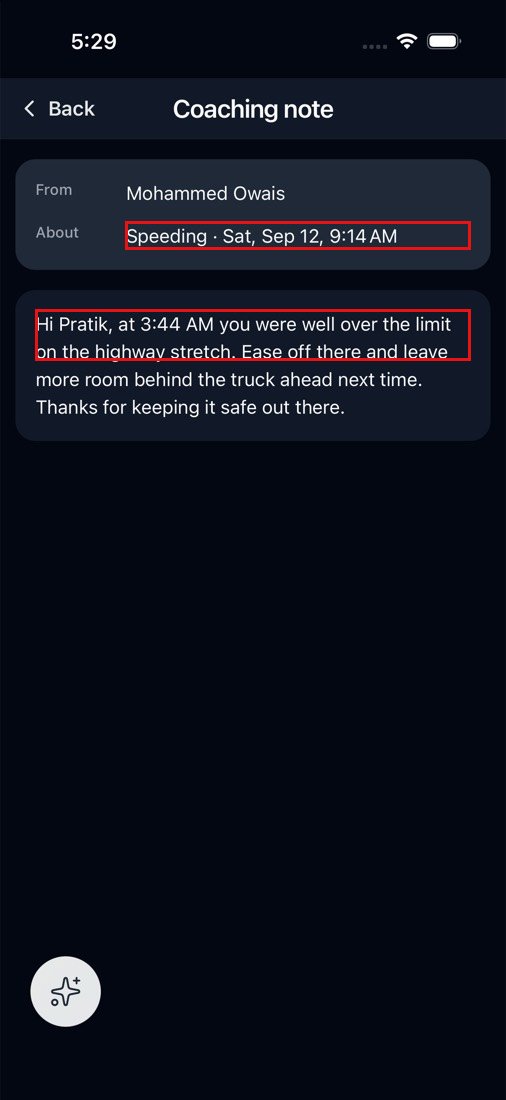 5:29
Back
Coaching note
From
Mohammed Owais
About
Speeding · Sat, Sep 12, 9:14 AM
Hi Pratik, at 3:44 AM you were well over the limit
on the highway stretch. Ease off there and leave
more room behind the truck ahead next time.
Thanks for keeping it safe out there.